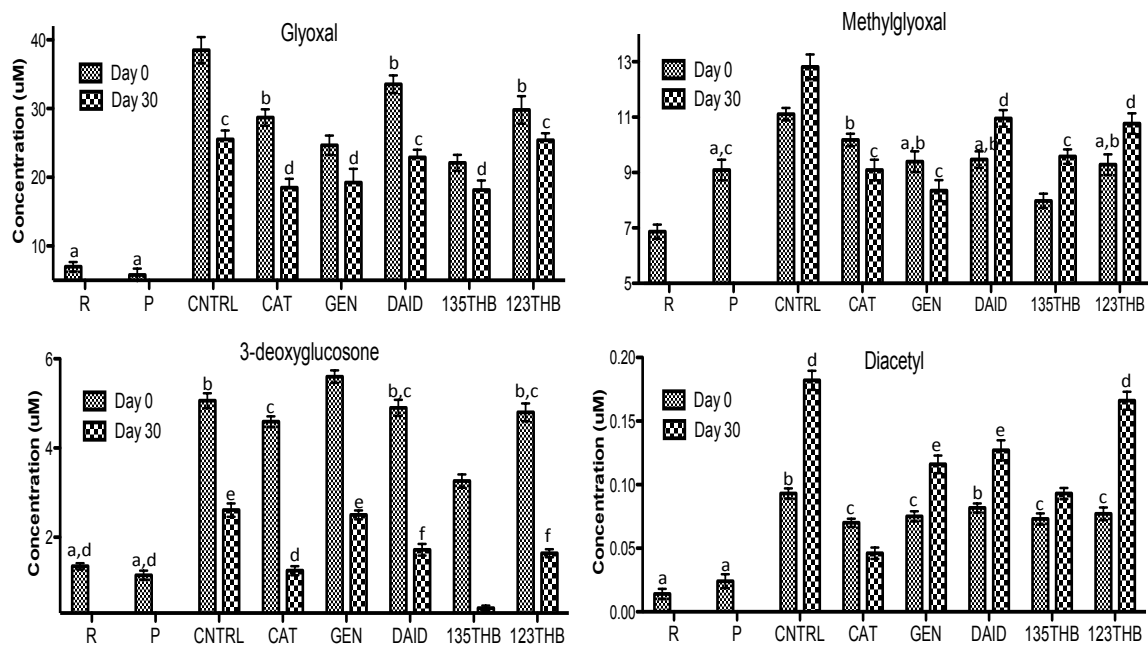 Glyoxal
Concentration (uM)
40
30
20
10
Day 0
Day 30
a
a
c
b
d
d
b
c
d
b
c
R P CNTRL CAT GEN DAID 135THB 123THB
Methylglyoxal
13
11
9
7
5
Day 0
Day 30
a,c
b
c
a,b
c
a,b
d
c
a,b
d
R P CNTRL CAT GEN DAID 135THB 123THB
3-deoxyglucosone
Concentration (uM)
6
4
2
Day 0
Day 30
a,d
a,d
b
e
c
d
e
b,c
f
b,c
f
R P CNTRL CAT GEN DAID 135THB 123THB
Diacetyl
Concentration (uM)
0.20
0.15
0.10
0.05
0.00
Day 0
Day 30
a
a
b
d
c
c
e
b
e
c
c
d
R P CNTRL CAT GEN DAID 135THB 123THB